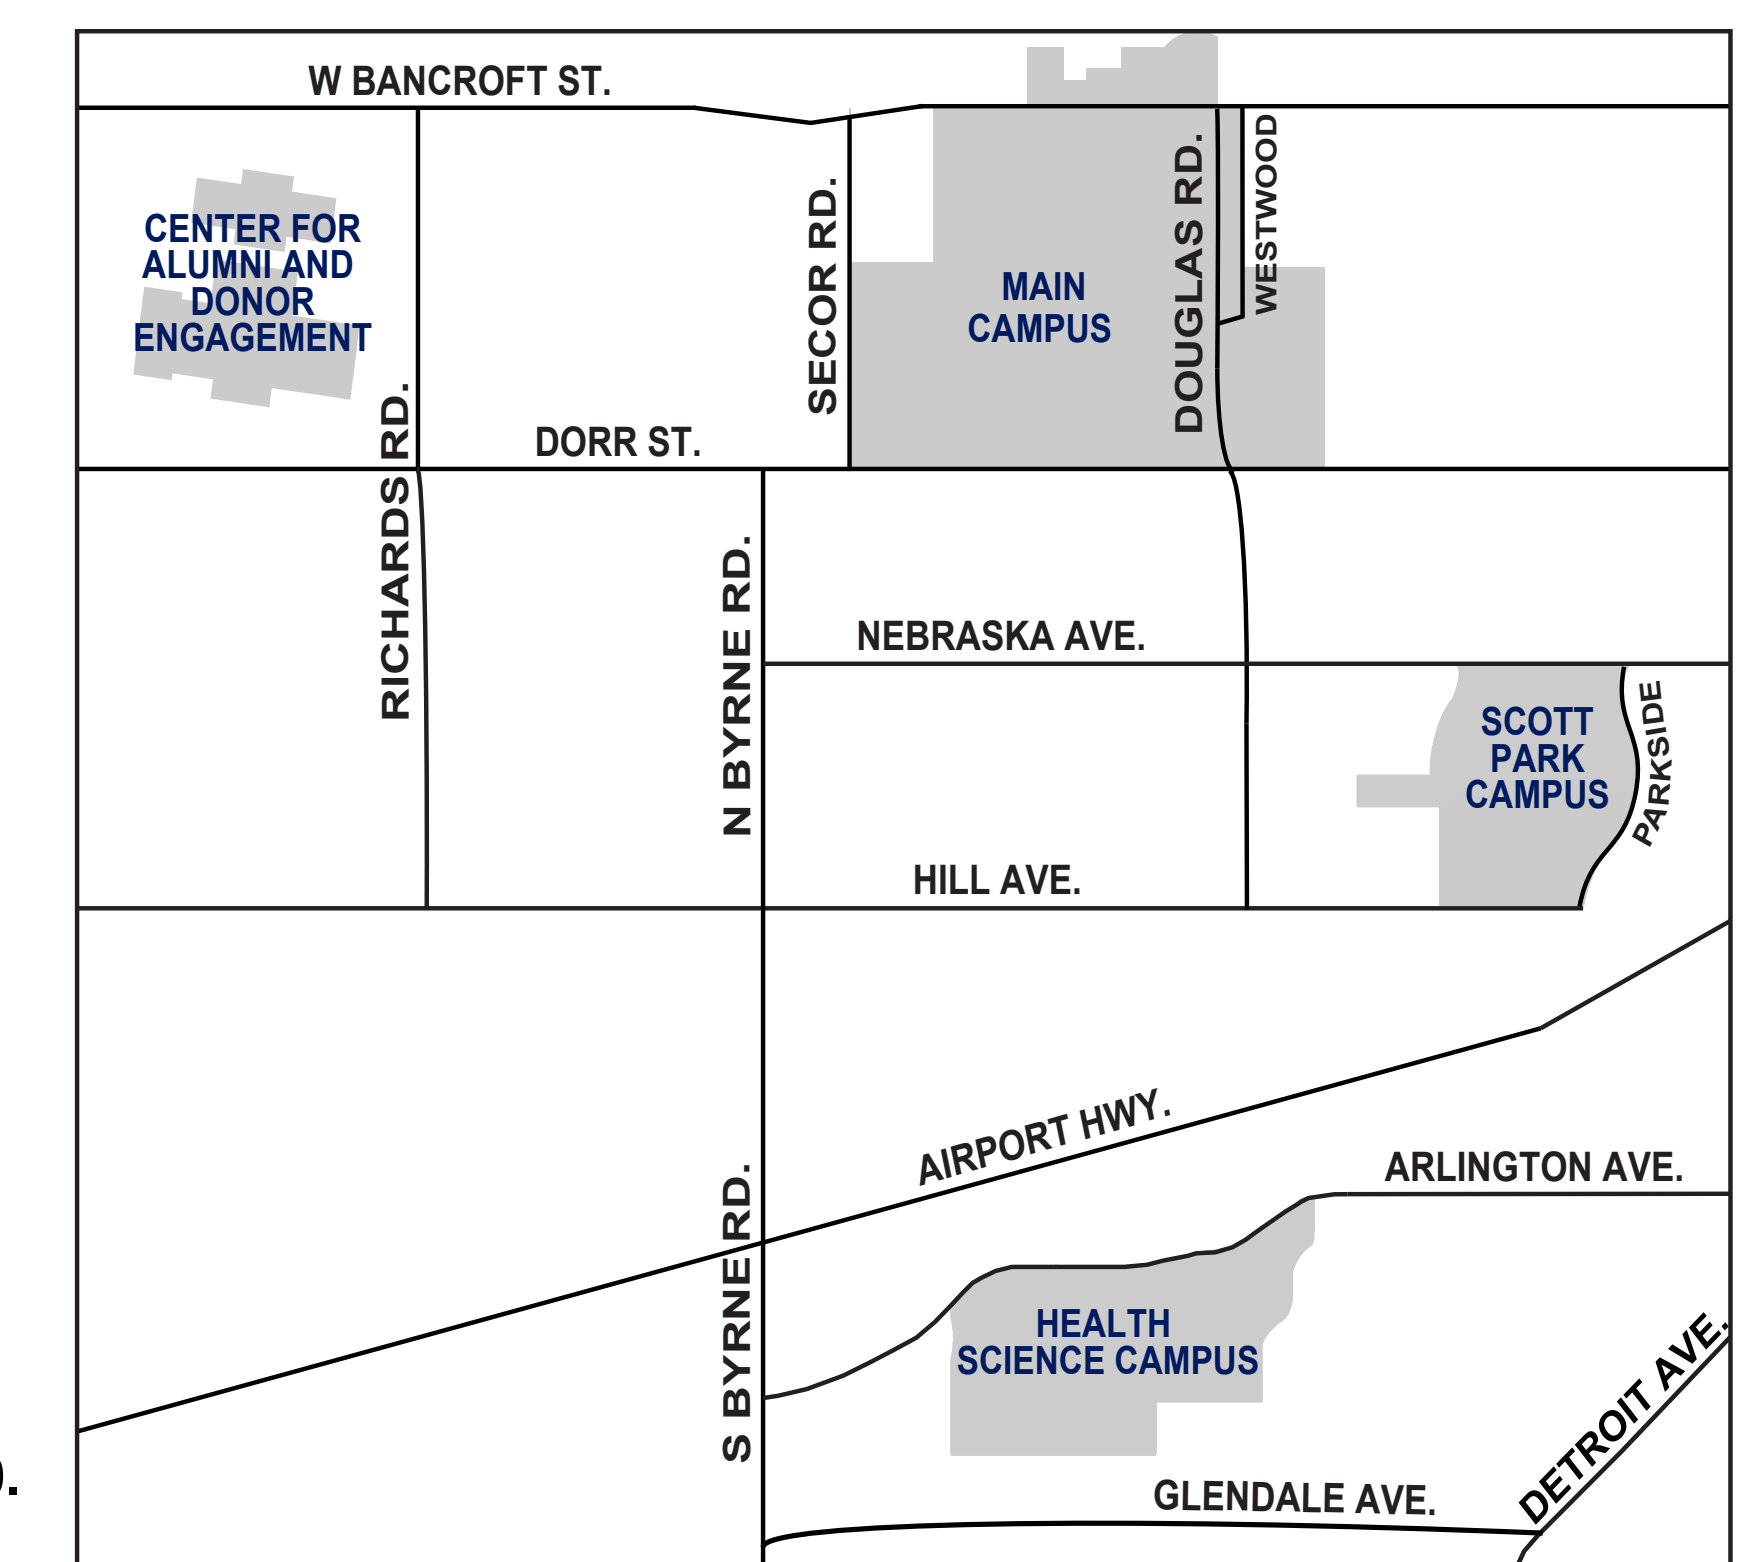 W BANCROFT ST.
CENTER FOR
ALUMNI AND
DONOR
ENGAGEMENT
RICHARDS RD.
DORR ST.
SECOR RD.
MAIN
CAMPUS
DOUGLAS RD.
WESTWOOD
N BYRNE RD.
NEBRASKA AVE.
SCOTT
PARK
CAMPUS
PARKSIDE
HILL AVE.
AIRPORT HWY.
ARLINGTON AVE.
S BYRNE RD.
HEALTH
SCIENCE CAMPUS
DETROIT AVE.
GLENDALE AVE.